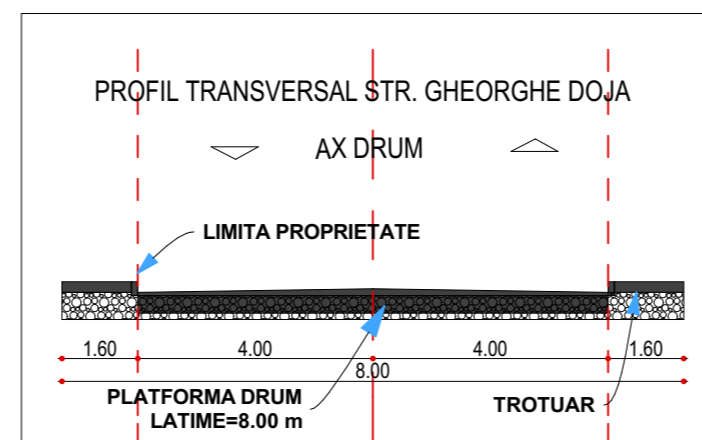 PROFIL TRANSVERSAL STR. GHEORGHE DOJA
AX DRUM
LIMITA PROPRIETATE
1.60 4.00 4.00 1.60
8.00
PLATFORMA DRUM
LATIME=8.00 m
TROTUAR